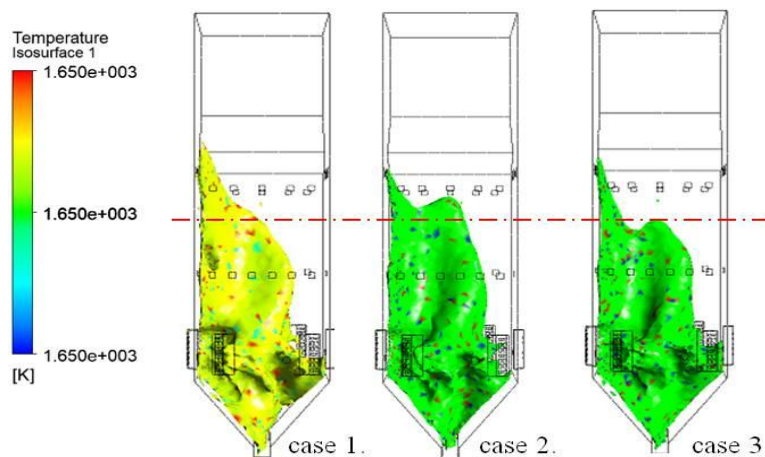 Temperature
Isosurface 1
1.650e+003
1.650e+003
1.650e+003
[K]
case 1.
case 2.
case 3